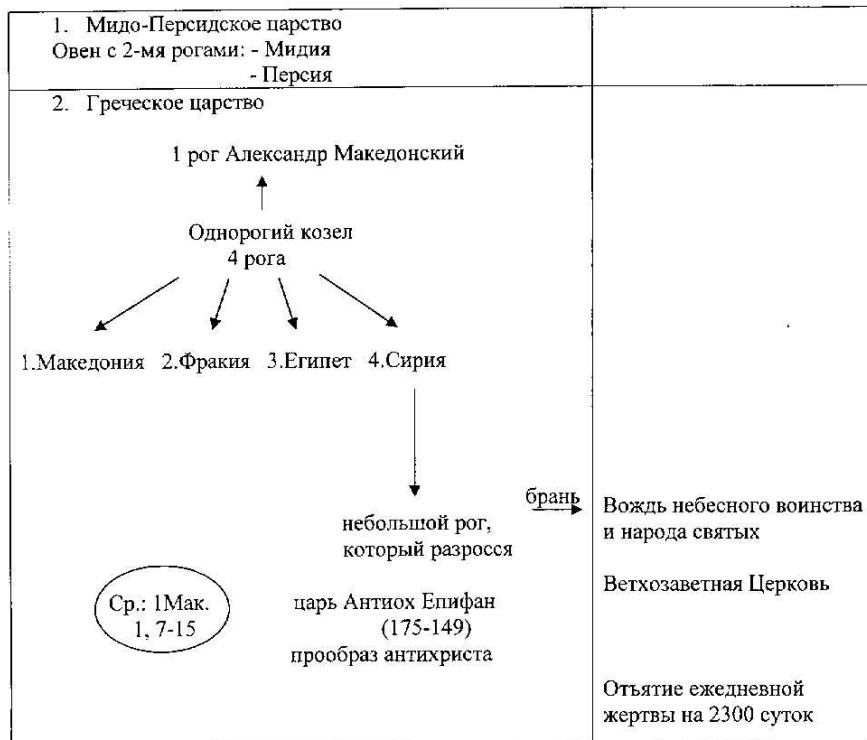 1. Мидо-Персидское царство
Овен с 2-мя рогами: - Мидия
- Персия
2. Греческое царство
1 рог Александр Македонский
Однорогий козел
4 рога
1.Македония 2.Фракия 3.Египет 4.Сирия
брань
небольшой рог,
который разросся
Вождь небесного воинства
и народа святых
Ср.: 1Мак.
1, 7-15
царь Антиох Епифан
(175-149)
прообраз антихриста
Ветхозаветная Церковь
Отъятие ежедневной
жертвы на 2300 суток